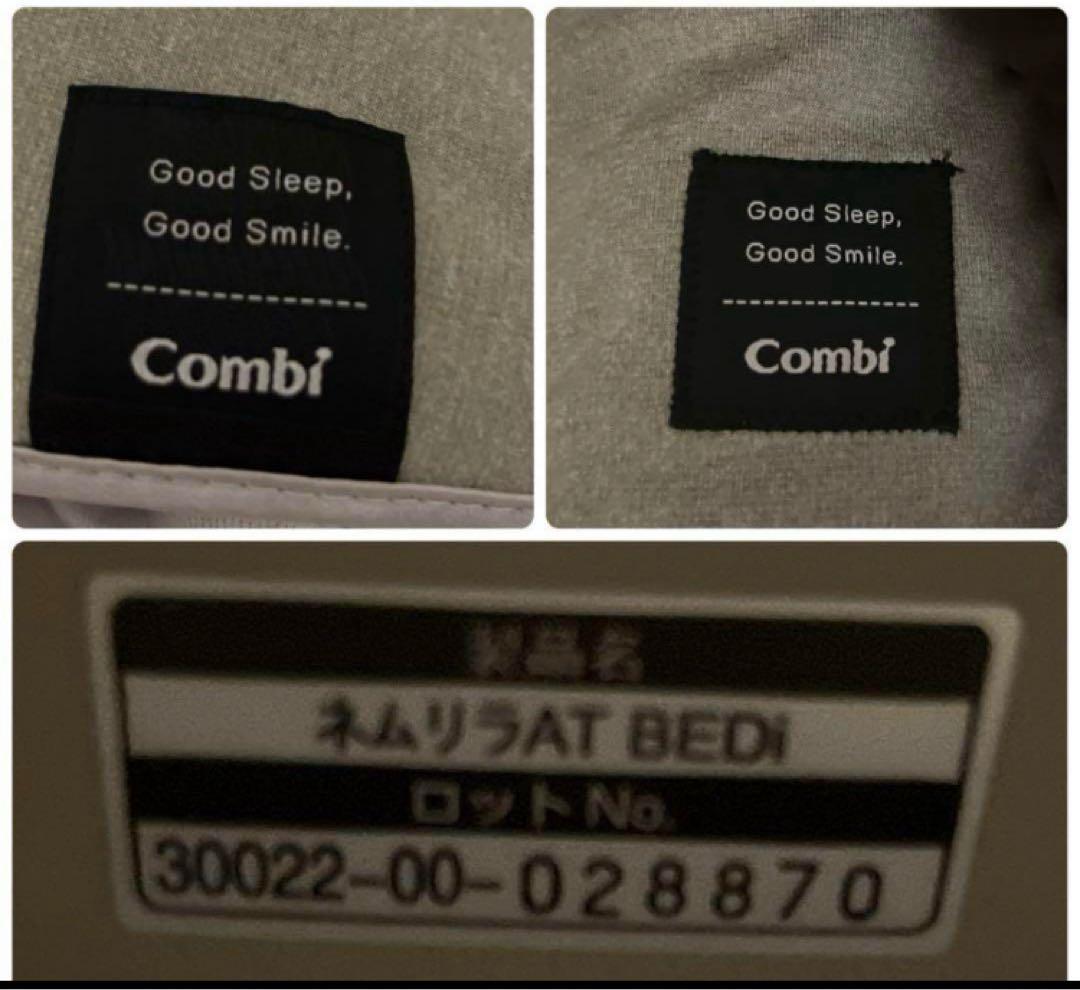 Good Sleep,
Good Smile.
Combi
Good Sleep,
Good Smile.
Combi
製品名
ネムリラAT BEDi
ロットNo.
30022-00-028870